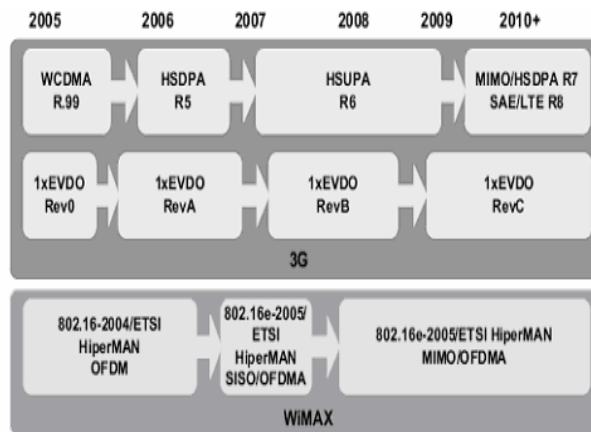 2005 2006 2007 2008 2009 2010+
WCDMA
R.99
HSDPA
R5
HSUPA
R6
MIMO/HSDPA R7
SAE/LTE R8
1xEVDO
Rev0
1xEVDO
RevA
1xEVDO
RevB
1xEVDO
RevC
3G
802.16-2004/ETSI
HiperMAN
OFDM
802.16e-2005/
ETSI
HiperMAN
SISO/OFDMA
802.16e-2005/ETSI HiperMAN
MIMO/OFDMA
WiMAX